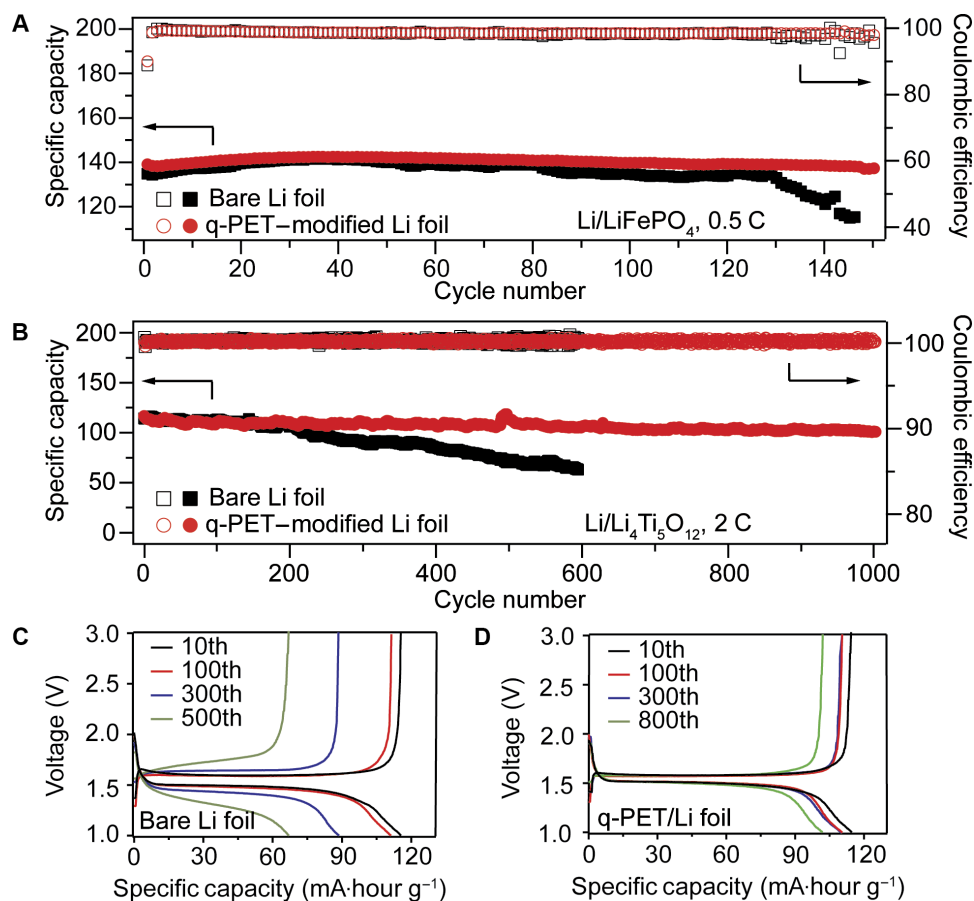 A
Specific capacity
200
180
160
140
120
100
80
60
40
Coulombic efficiency
Bare Li foil
q-PET–modified Li foil
Li/LiFePO₄, 0.5 C
0 20 40 60 80 100 120 140
Cycle number
B
Specific capacity
200
150
100
50
0
100
90
80
Coulombic efficiency
Bare Li foil
q-PET–modified Li foil
Li/Li₄Ti₅O₁₂, 2 C
0 200 400 600 800 1000
Cycle number
C
Voltage (V)
3.0
2.5
2.0
1.5
1.0
10th
100th
300th
500th
Bare Li foil
0 30 60 90 120
Specific capacity (mA·hour g⁻¹)
D
Voltage (V)
3.0
2.5
2.0
1.5
1.0
10th
100th
300th
800th
q-PET/Li foil
0 30 60 90 120
Specific capacity (mA·hour g⁻¹)